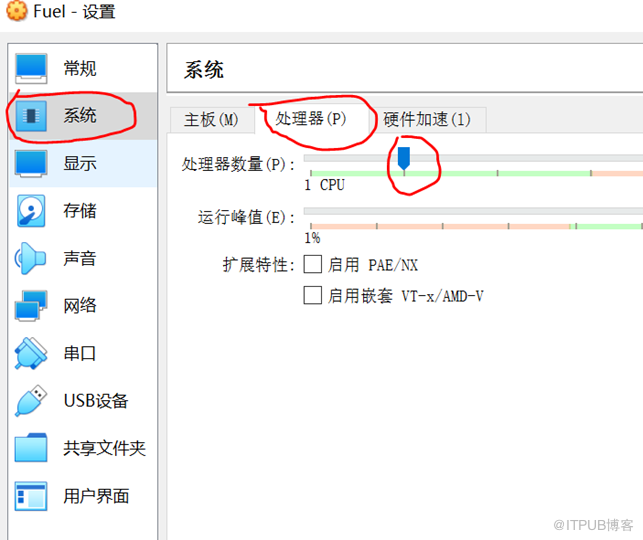 Fuel - 设置
常规
系统
显示
存储
声音
网络
串口
USB设备
共享文件夹
用户界面
系统
主板(M) 处理器(P) 硬件加速(l)
处理器数量(P):
1 CPU
运行峰值(E):
1%
扩展特性: 启用 PAE/NX
启用嵌套 VT-x/AMD-V
@ITPUB博客